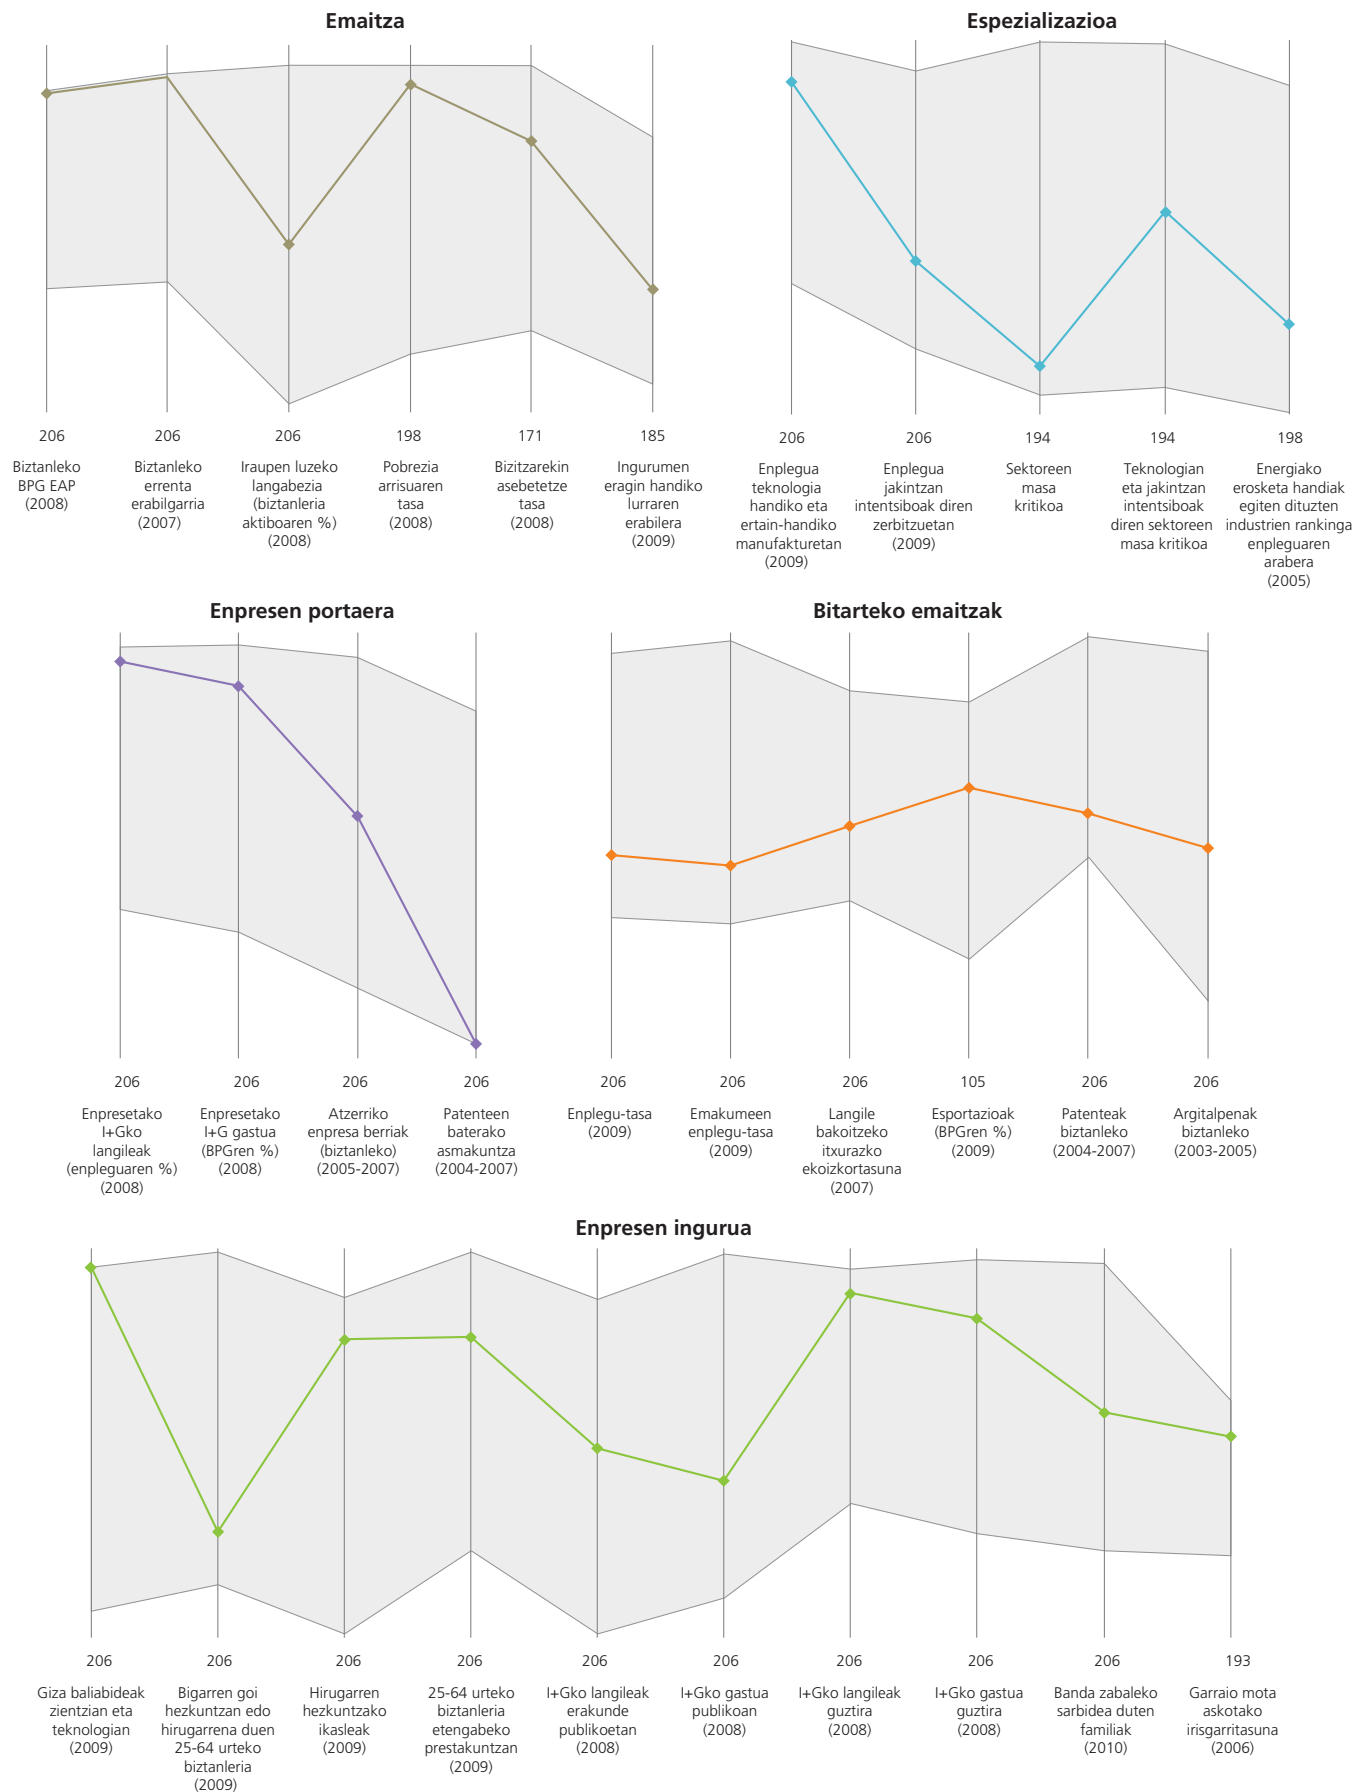 Emaitza
206
Biztanleko
BPG EAP
(2008)
206
Biztanleko
errenta
erabilgarria
(2007)
206
Iraupen luzeko
langabezia
(biztanleria
aktiboaren %)
(2008)
198
Pobrezia
arrisuaren
tasa
(2008)
171
Bizitzarekin
asebetetze
tasa
(2008)
185
Ingurumen
eragin handiko
lurraren
erabilera
(2009)
Espezializazioa
206
Enplegua
teknologia
handiko eta
ertain-handiko
manufakturetan
(2009)
206
Enplegua
jakintzan
intentsiboak diren
zerbitzuetan
(2009)
194
Sektoreen
masa
kritikoa
194
Teknologian
eta jakintzan
intentsiboak
diren sektoreen
masa kritikoa
198
Energiako
erosketa handiak
egiten dituzten
industrien rankinga
enpleguaren
arabera
(2005)
Enpresen portaera
206
Enpresetako
I+Gko
langileak
(enpleguaren %)
(2008)
206
Enpresetako
I+G gastua
(BPGren %)
(2008)
206
Atzerriko
enpresa berriak
(biztanleko)
(2005-2007)
206
Patenteen
baterako
asmakuntza
(2004-2007)
Bitarteko emaitzak
206
Enplegu-tasa
(2009)
206
Emakumeen
enplegu-tasa
(2009)
206
Langile
bakoitzeko
itxurazko
ekoizkortasuna
(2007)
105
Esportazioak
(BPGren %)
(2009)
206
Patenteak
biztanleko
(2004-2007)
206
Argitalpenak
biztanleko
(2003-2005)
Enpresen ingurua
206
Giza baliabideak
zientzian eta
teknologian
(2009)
206
Bigarren goi
hezkuntzan edo
hirugarrena duen
25-64 urteko
biztanleria
(2009)
206
Hirugarren
hezkuntzako
ikasleak
(2009)
206
25-64 urteko
biztanleria
etengabeko
prestakuntzan
(2009)
206
I+Gko langileak
erakunde
publikoetan
(2008)
206
I+Gko gastua
publikoan
(2008)
206
I+Gko langileak
guztira
(2008)
206
I+Gko gastua
guztira
(2008)
206
Banda zabaleko
sarbidea duten
familiak
(2010)
193
Garraio mota
askotako
irisgarritasuna
(2006)